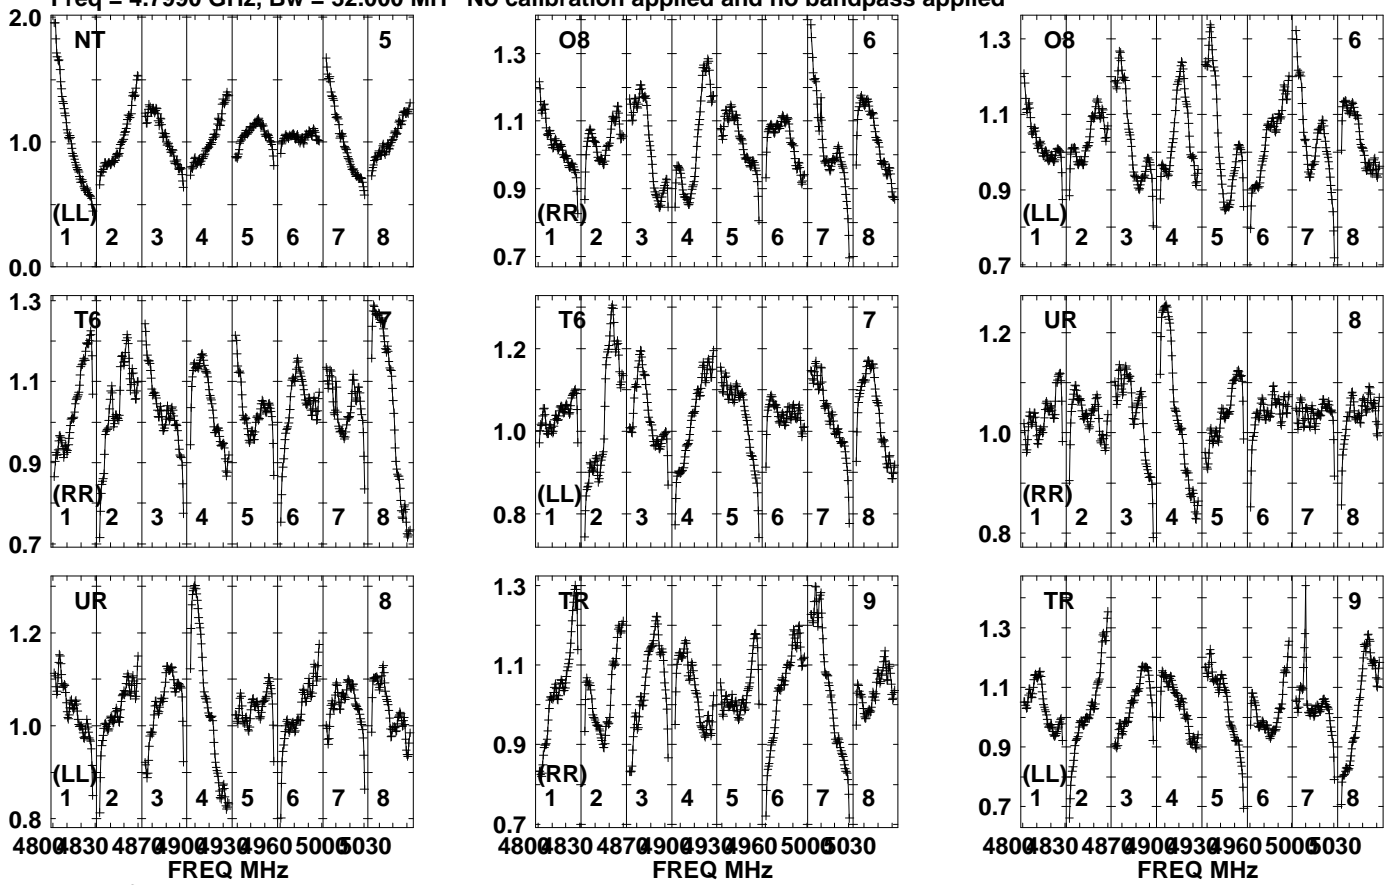 Freq = 4.7990 GHz, Bw = 32.000 MH No calibration applied and no bandpass applied
2.0 NT 5
1.0
(LL)
1 2 3 4 5 6 7 8
0.0
1.3 O8 6
1.1
0.9
(RR)
1 2 3 4 5 6 7 8
0.7
1.3 O8 6
1.1
0.9
(LL)
1 2 3 4 5 6 7 8
0.7
1.3 T6 7
1.1
0.9
(RR)
1 2 3 4 5 6 7 8
0.7
T6 7
1.2
1.0
(LL)
0.8 1 2 3 4 5 6 7 8
UR 8
1.2
1.0
(RR)
1 2 3 4 5 6 7 8
0.8
UR 8
1.2
1.0
(LL)
1 2 3 4 5 6 7 8
0.8
4800 4830 4870 4900 4930 4960 5000 5030
FREQ MHz
1.3 TR 9
1.1
0.9
(RR)
1 2 3 4 5 6 7 8
0.7
4800 4830 4870 4900 4930 4960 5000 5030
FREQ MHz
TR 9
1.3
1.1
0.9
(LL)
1 2 3 4 5 6 7 8
0.7
4800 4830 4870 4900 4930 4960 5000 5030
FREQ MHz